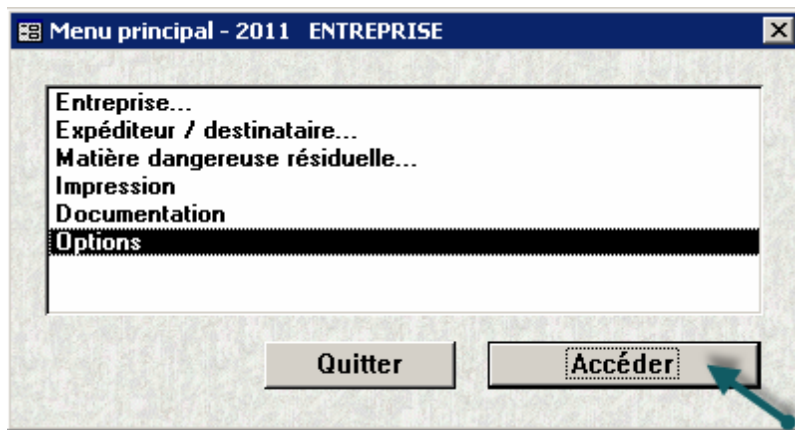 Menu principal - 2011 ENTREPRISE
Entreprise...
Expéditeur / destinataire...
Matière dangereuse résiduelle...
Impression
Documentation
Options
Quitter Accéder